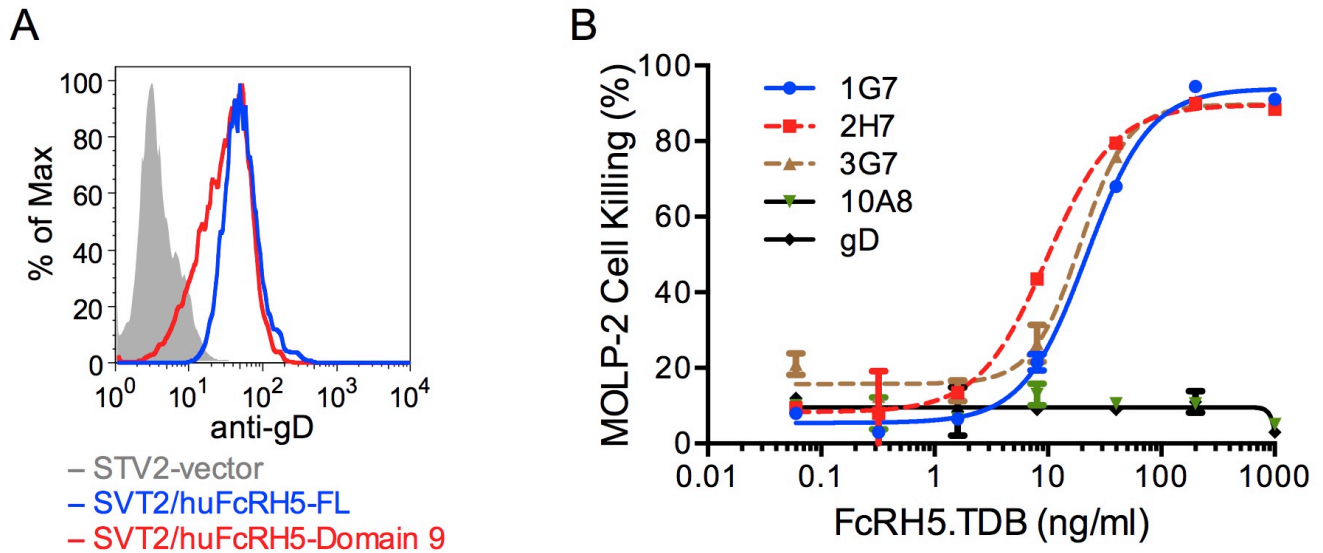 A
100
80
60
40
20
0
% of Max
10^0 10^1 10^2 10^3 10^4
anti-gD
– STV2-vector
– SVT2/huFcRH5-FL
– SVT2/huFcRH5-Domain 9
B
100
80
60
40
20
0
MOLP-2 Cell Killing (%)
1G7
2H7
3G7
10A8
gD
0.01 0.1 1 10 100 1000
FcRH5.TDB (ng/ml)